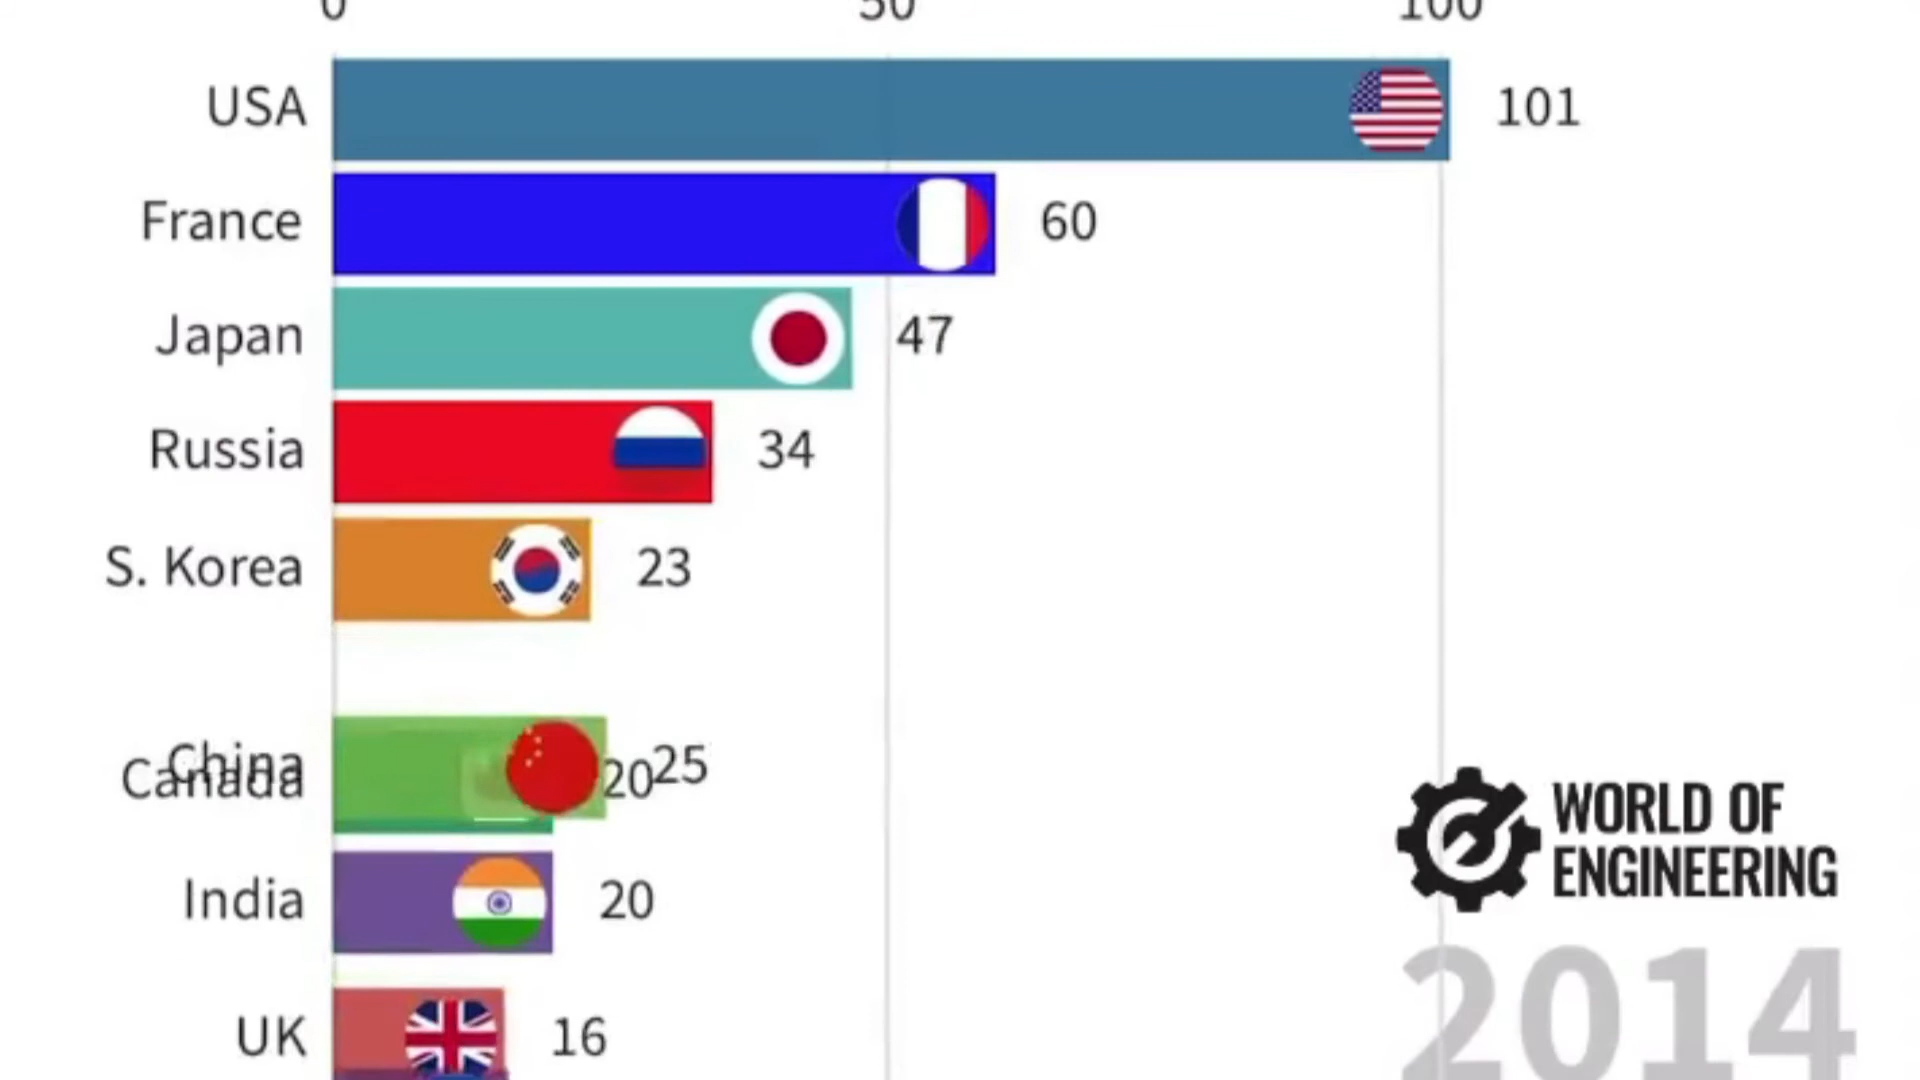 0 50 100
USA 101
France 60
Japan 47
Russia 34
S. Korea 23
China 25
Canada 20
India 20
UK 16
WORLD OF
ENGINEERING
2014